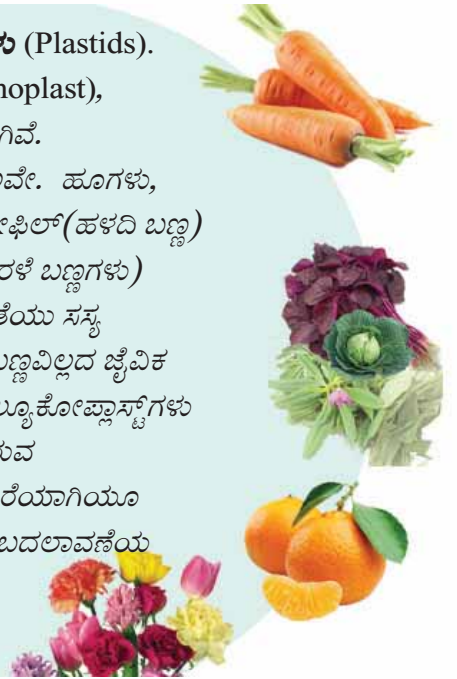 (Plastids).
noplast),
ಗಿವೆ.
ಾವೇ. ಹೂಗಳು,
ೋಫಿಲ್(ಹಳದಿ ಬಣ್ಣ)
ರಳೆ ಬಣ್ಣಗಳು)
ತೆಯು ಸಸ್ಯ
ಬಣ್ಣವಿಲ್ಲದ ಜೈವಿಕ
ಲ್ಯೂಕೋಪ್ಲಾಸ್ಟ್‌ಗಳು
ುವ
ರೆಯಾಗಿಯೂ
ಬದಲಾವಣೆಯ